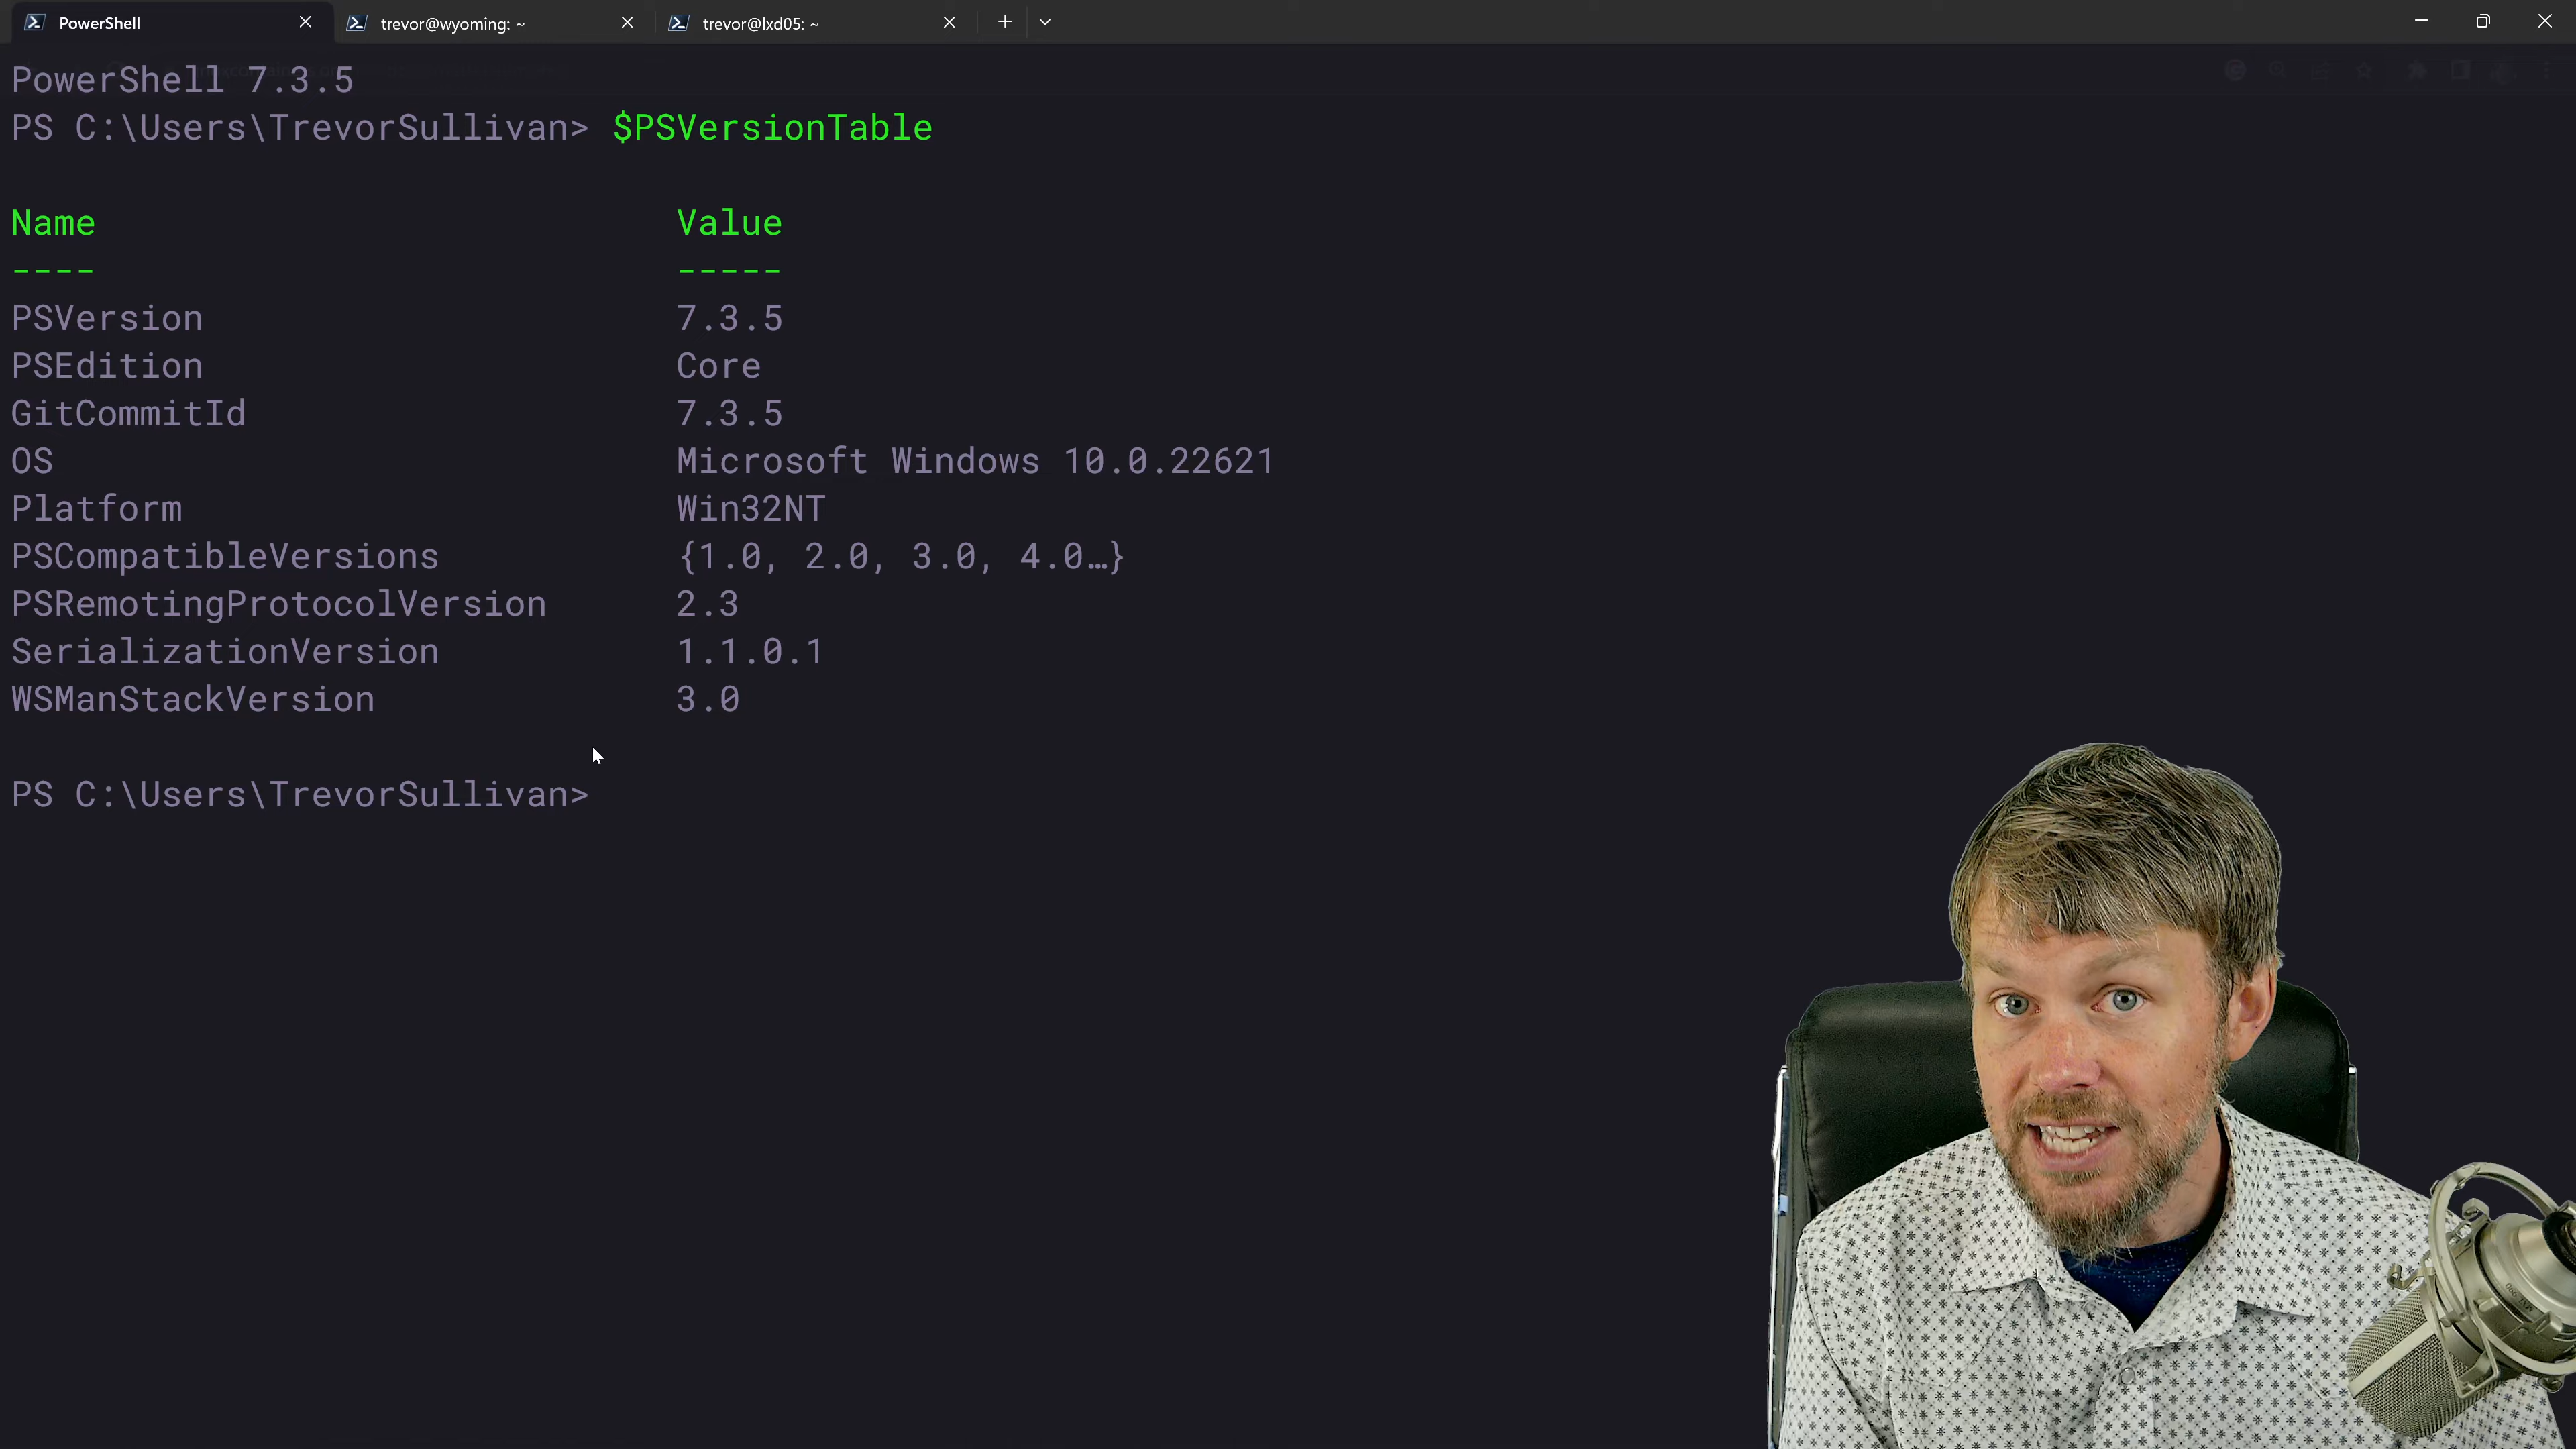 PowerShell
trevor@wyoming: ~
trevor@lxd05: ~
PowerShell 7.3.5
PS C:\Users\TrevorSullivan> $PSVersionTable
Name Value
---- -----
PSVersion 7.3.5
PSEdition Core
GitCommitId 7.3.5
OS Microsoft Windows 10.0.22621
Platform Win32NT
PSCompatibleVersions {1.0, 2.0, 3.0, 4.0…}
PSRemotingProtocolVersion 2.3
SerializationVersion 1.1.0.1
WSManStackVersion 3.0
PS C:\Users\TrevorSullivan>